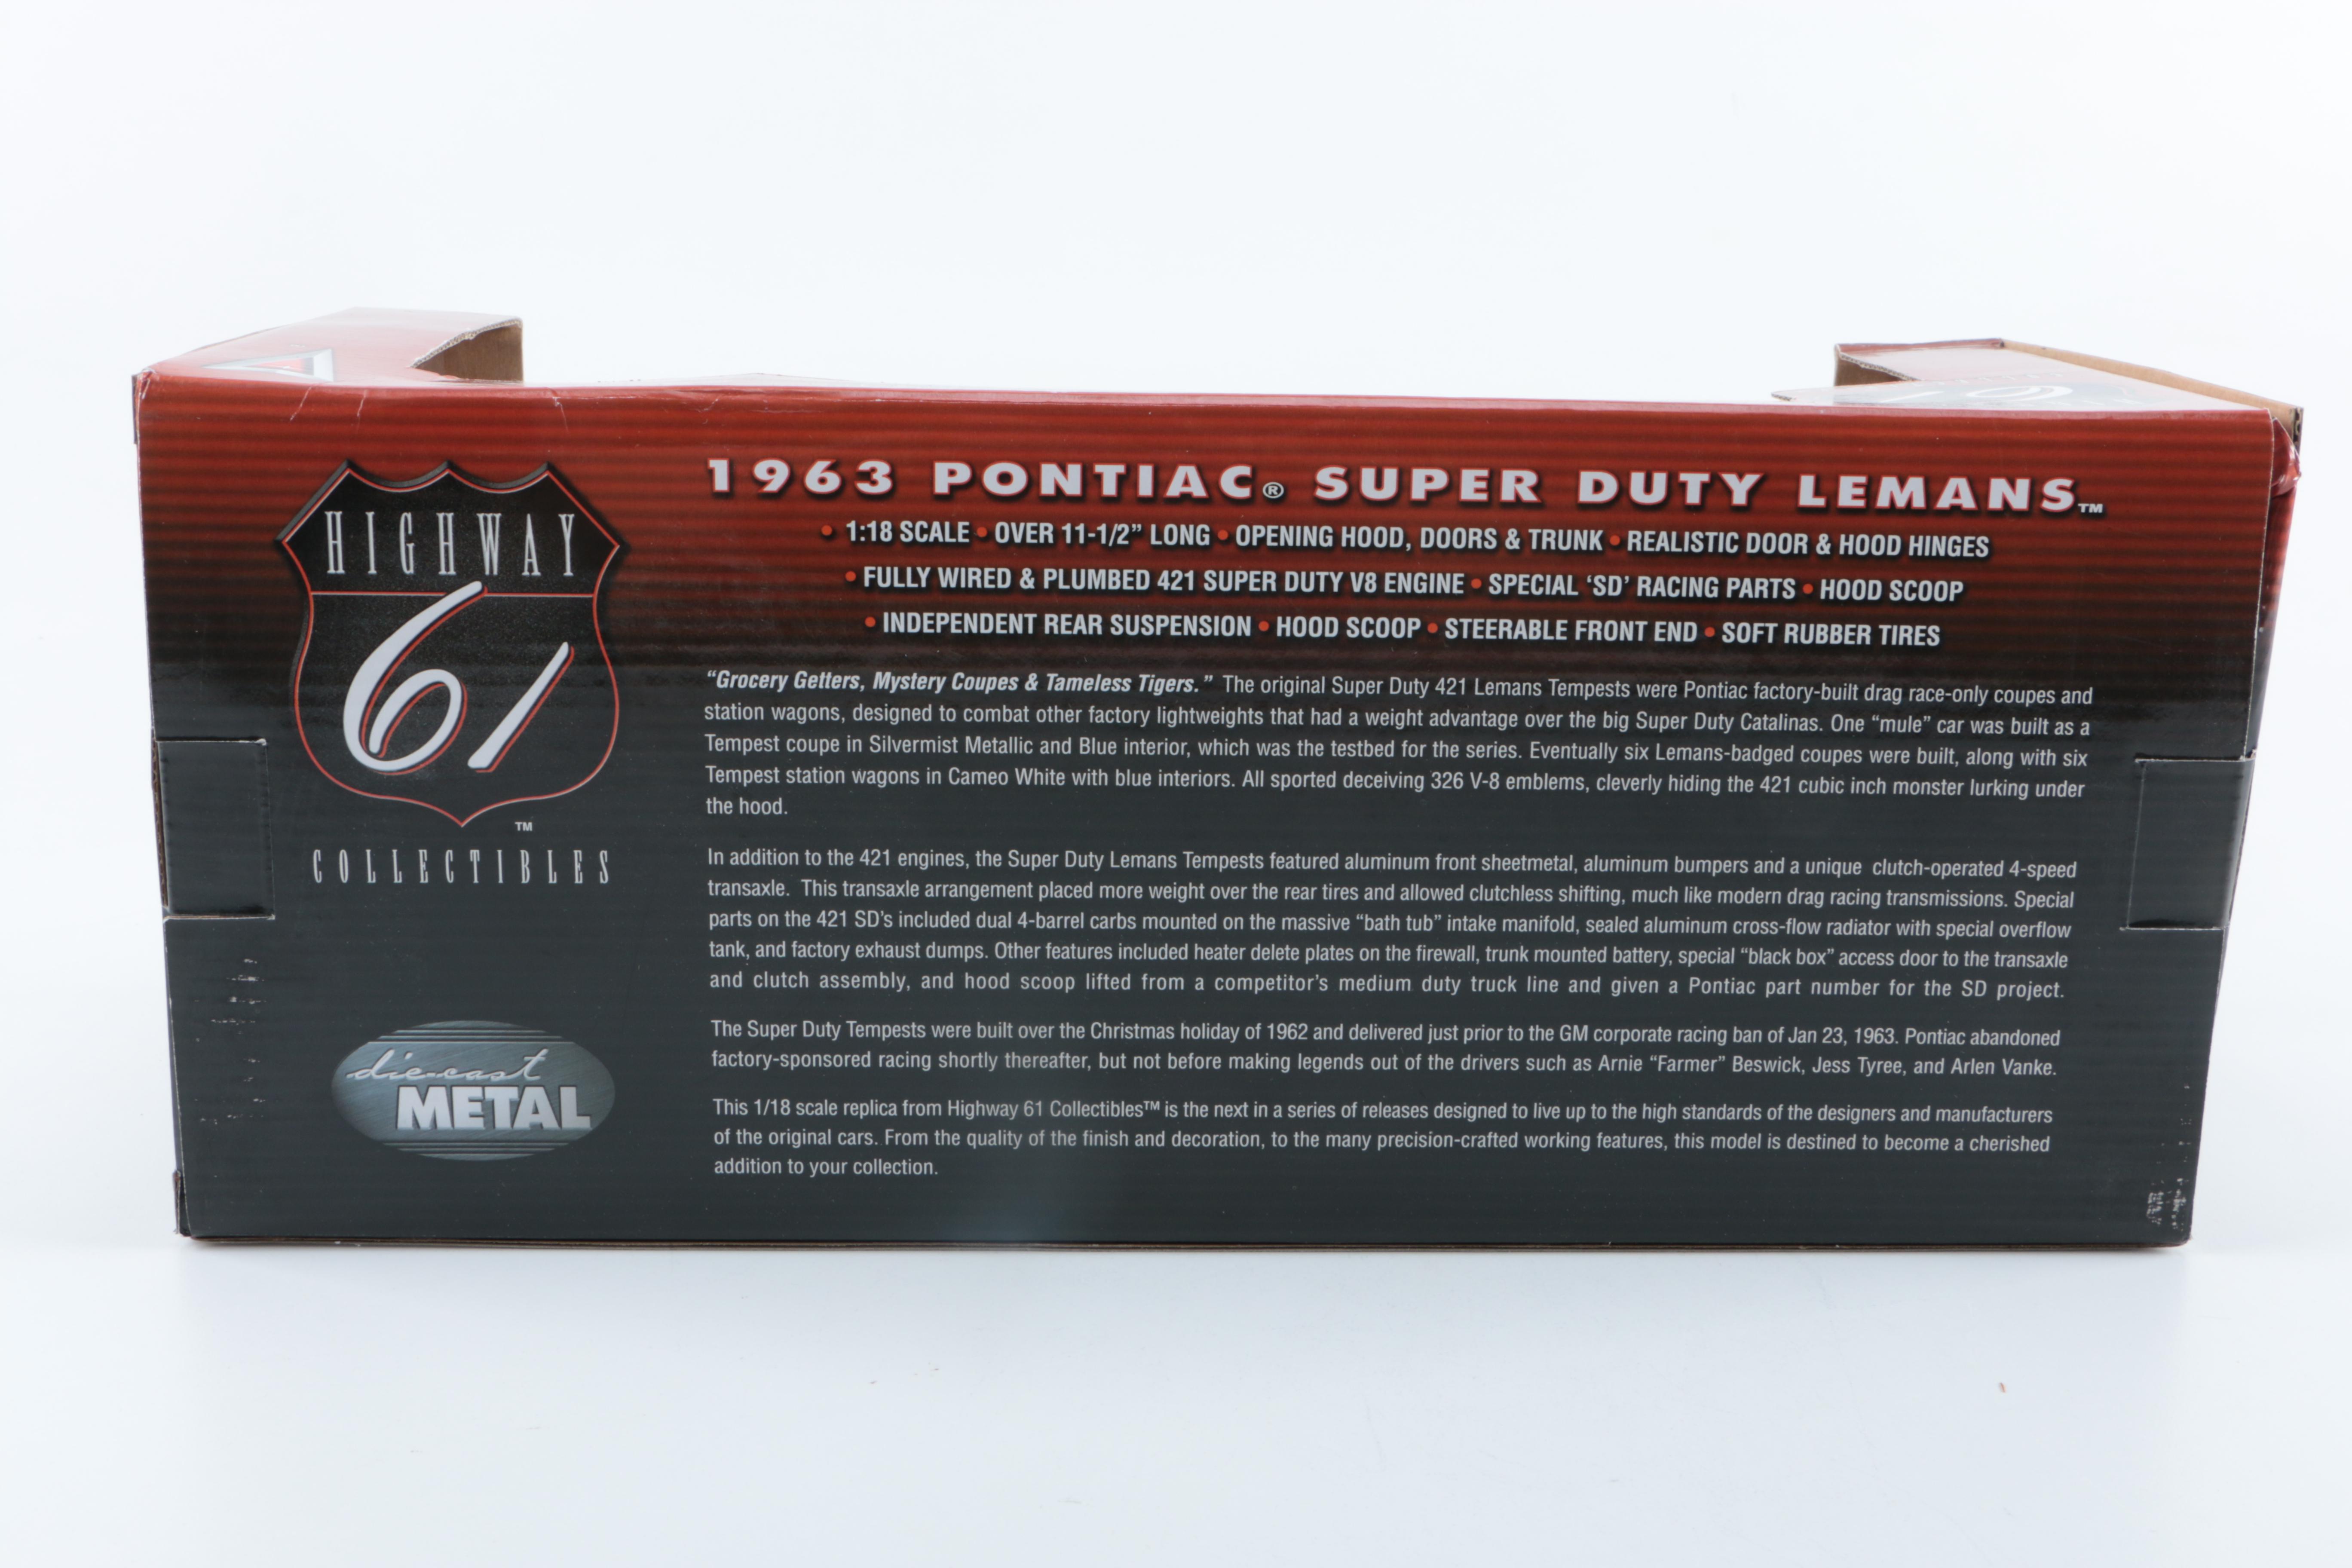 HIGHWAY
61
™
COLLECTIBLES
die-cast
METAL
1963 PONTIAC® SUPER DUTY LEMANS™
• 1:18 SCALE • OVER 11-1/2” LONG • OPENING HOOD, DOORS & TRUNK • REALISTIC DOOR & HOOD HINGES
• FULLY WIRED & PLUMBED 421 SUPER DUTY V8 ENGINE • SPECIAL ‘SD’ RACING PARTS • HOOD SCOOP
• INDEPENDENT REAR SUSPENSION • HOOD SCOOP • STEERABLE FRONT END • SOFT RUBBER TIRES
“Grocery Getters, Mystery Coupes & Tameless Tigers.” The original Super Duty 421 Lemans Tempests were Pontiac factory-built drag race-only coupes and
station wagons, designed to combat other factory lightweights that had a weight advantage over the big Super Duty Catalinas. One “mule” car was built as a
Tempest coupe in Silvermist Metallic and Blue interior, which was the testbed for the series. Eventually six Lemans-badged coupes were built, along with six
Tempest station wagons in Cameo White with blue interiors. All sported deceiving 326 V-8 emblems, cleverly hiding the 421 cubic inch monster lurking under
the hood.
In addition to the 421 engines, the Super Duty Lemans Tempests featured aluminum front sheetmetal, aluminum bumpers and a unique clutch-operated 4-speed
transaxle. This transaxle arrangement placed more weight over the rear tires and allowed clutchless shifting, much like modern drag racing transmissions. Special
parts on the 421 SD’s included dual 4-barrel carbs mounted on the massive “bath tub” intake manifold, sealed aluminum cross-flow radiator with special overflow
tank, and factory exhaust dumps. Other features included heater delete plates on the firewall, trunk mounted battery, special “black box” access door to the transaxle
and clutch assembly, and hood scoop lifted from a competitor’s medium duty truck line and given a Pontiac part number for the SD project.
The Super Duty Tempests were built over the Christmas holiday of 1962 and delivered just prior to the GM corporate racing ban of Jan 23, 1963. Pontiac abandoned
factory-sponsored racing shortly thereafter, but not before making legends out of the drivers such as Arnie “Farmer” Beswick, Jess Tyree, and Arlen Vanke.
This 1/18 scale replica from Highway 61 Collectibles™ is the next in a series of releases designed to live up to the high standards of the designers and manufacturers
of the original cars. From the quality of the finish and decoration, to the many precision-crafted working features, this model is destined to become a cherished
addition to your collection.